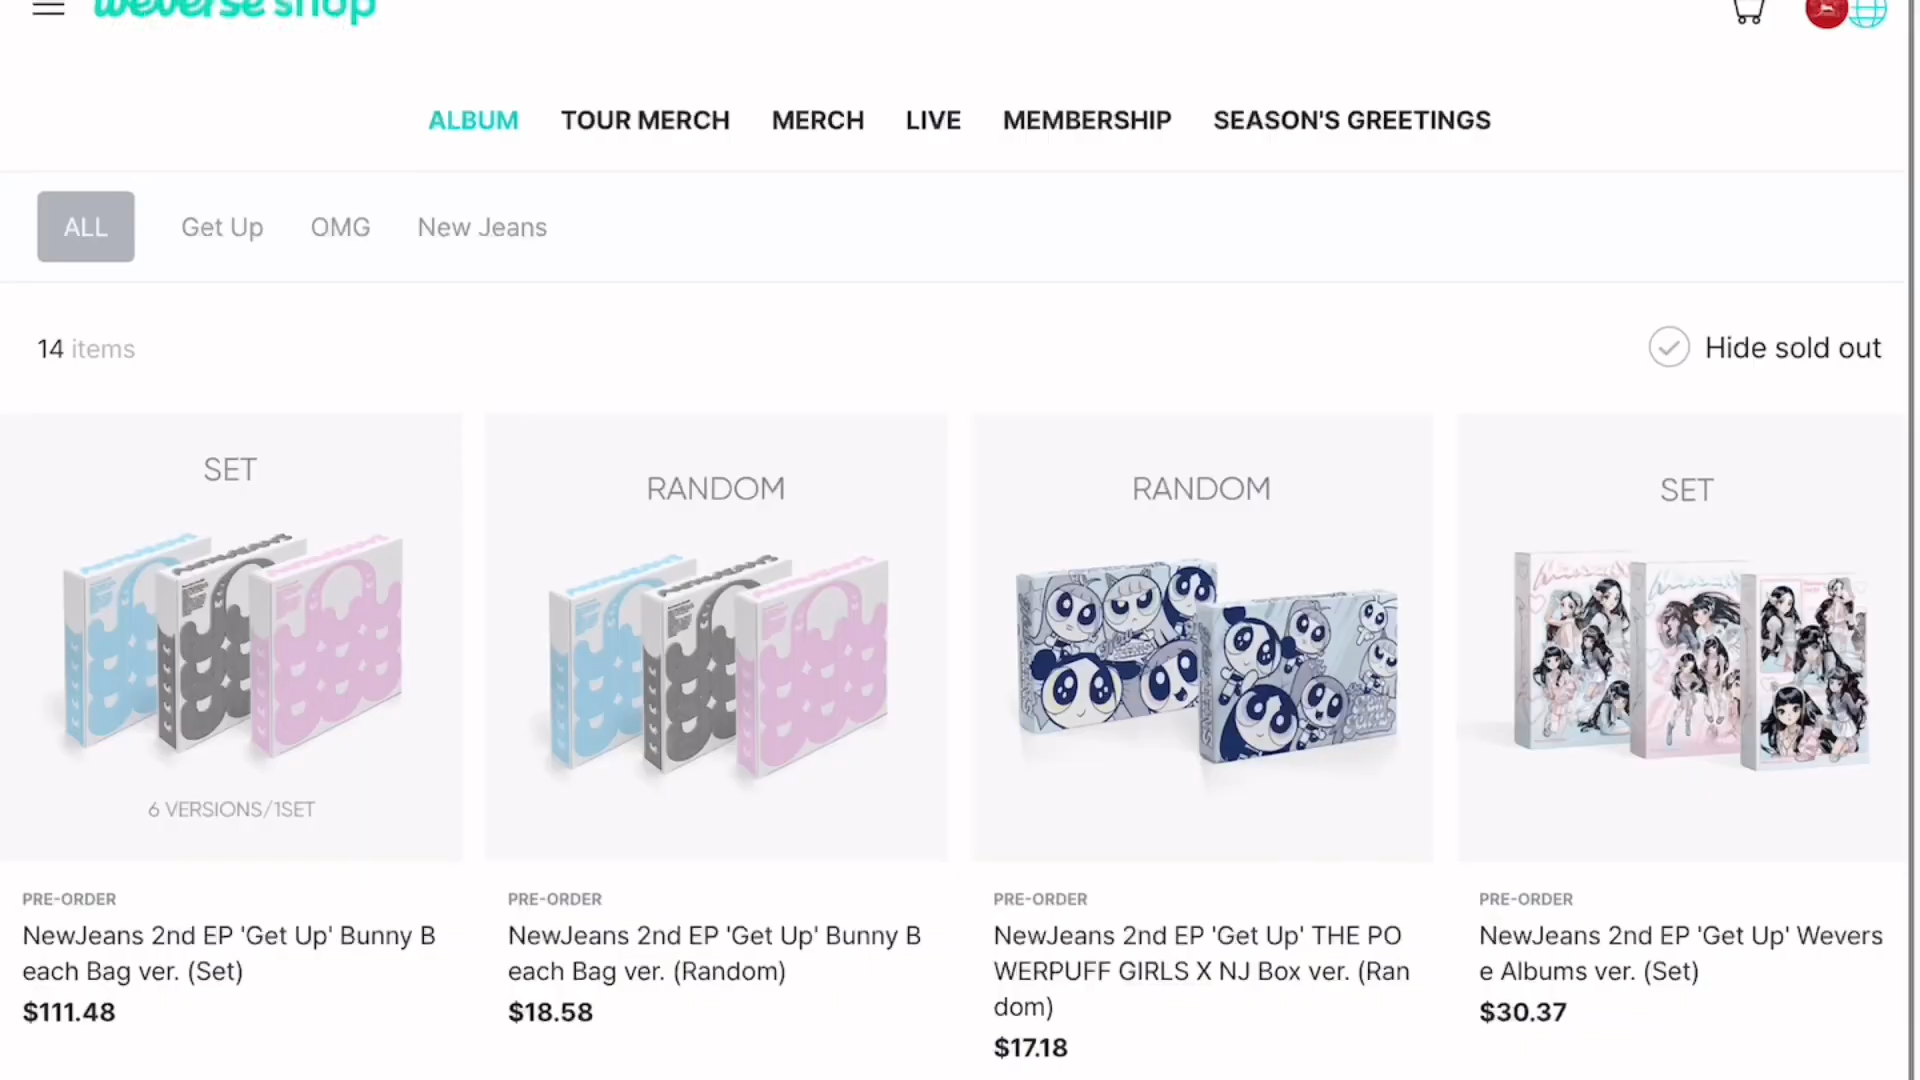 weverse shop
ALBUM TOUR MERCH MERCH LIVE MEMBERSHIP SEASON'S GREETINGS
ALL Get Up OMG New Jeans
14 items
Hide sold out
SET
6 VERSIONS/1SET
PRE-ORDER
NewJeans 2nd EP 'Get Up' Bunny B
each Bag ver. (Set)
$111.48
RANDOM
PRE-ORDER
NewJeans 2nd EP 'Get Up' Bunny B
each Bag ver. (Random)
$18.58
RANDOM
PRE-ORDER
NewJeans 2nd EP 'Get Up' THE PO
WERPUFF GIRLS X NJ Box ver. (Ran
dom)
$17.18
SET
PRE-ORDER
NewJeans 2nd EP 'Get Up' Wevers
e Albums ver. (Set)
$30.37